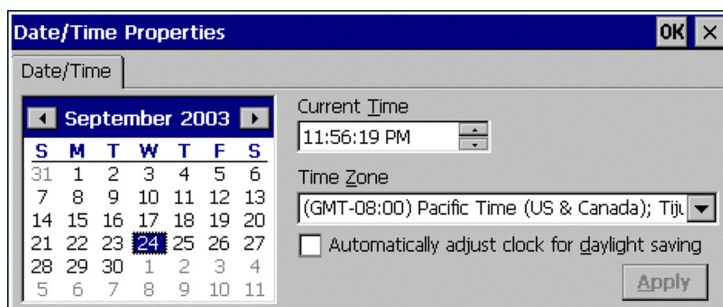 Date/Time Properties OK ×
Date/Time
September 2003
S M T W T F S
31 1 2 3 4 5 6
7 8 9 10 11 12 13
14 15 16 17 18 19 20
21 22 23 24 25 26 27
28 29 30 1 2 3 4
5 6 7 8 9 10 11
Current Time
11:56:19 PM
Time Zone
(GMT-08:00) Pacific Time (US & Canada); Tiju
Automatically adjust clock for daylight saving
Apply